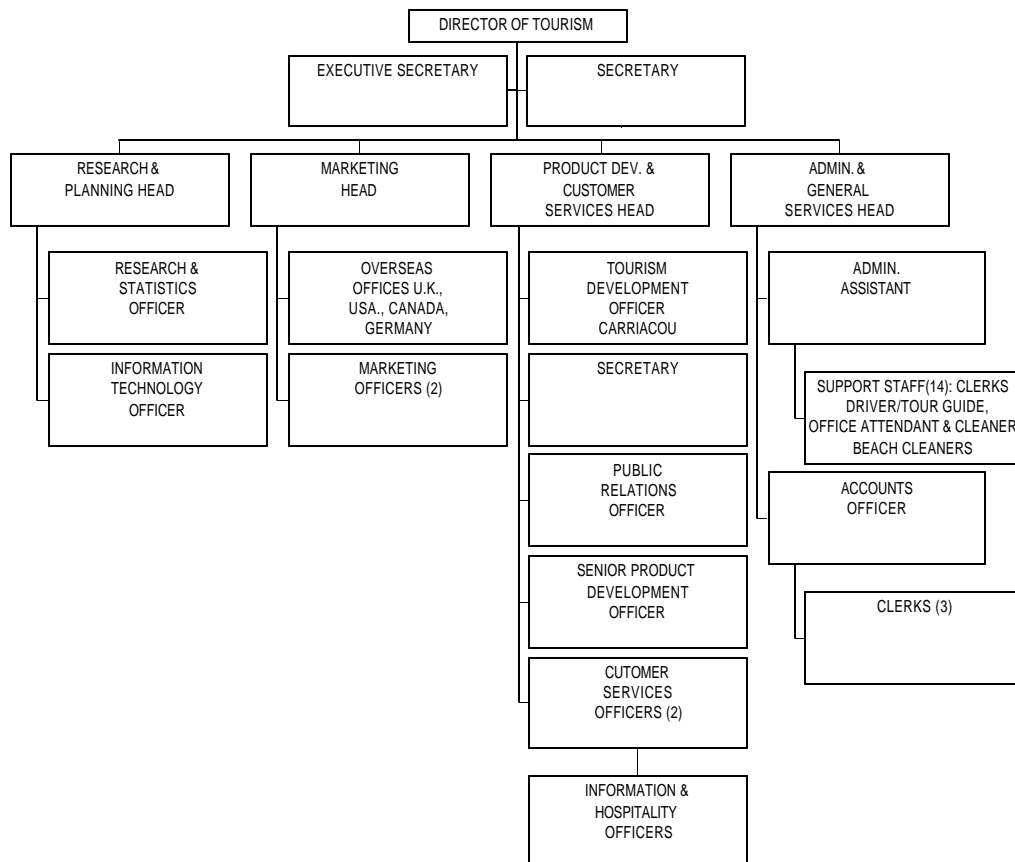 DIRECTOR OF TOURISM
EXECUTIVE SECRETARY
SECRETARY
RESEARCH &
PLANNING HEAD
MARKETING
HEAD
PRODUCT DEV. &
CUSTOMER
SERVICES HEAD
ADMIN. &
GENERAL
SERVICES HEAD
RESEARCH &
STATISTICS
OFFICER
INFORMATION
TECHNOLOGY
OFFICER
OVERSEAS
OFFICES U.K.,
USA., CANADA,
GERMANY
MARKETING
OFFICERS (2)
TOURISM
DEVELOPMENT
OFFICER
CARRIACOU
SECRETARY
PUBLIC
RELATIONS
OFFICER
SENIOR PRODUCT
DEVELOPMENT
OFFICER
CUTOMER
SERVICES
OFFICERS (2)
INFORMATION &
HOSPITALITY
OFFICERS
ADMIN.
ASSISTANT
SUPPORT STAFF(14): CLERKS
DRIVER/TOUR GUIDE,
OFFICE ATTENDANT & CLEANER
BEACH CLEANERS
ACCOUNTS
OFFICER
CLERKS (3)